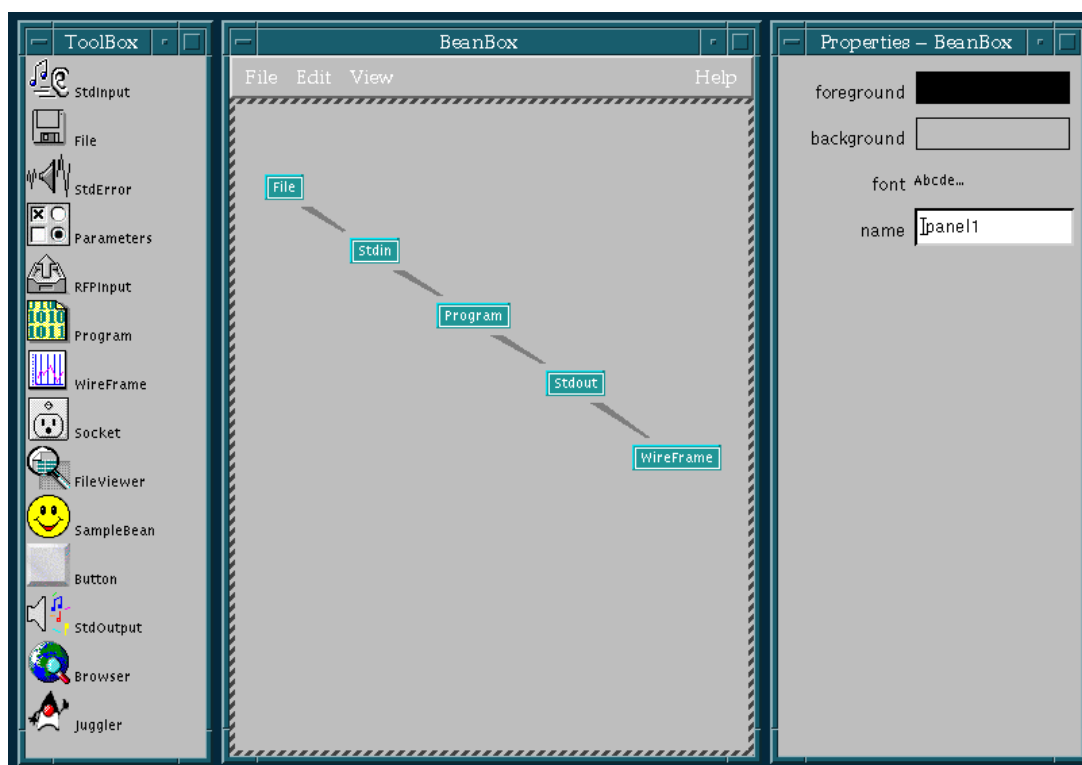 ToolBox
StdInput
File
StdError
Parameters
RFPInput
Program
WireFrame
Socket
FileViewer
SampleBean
Button
StdOutput
Browser
Juggler
BeanBox
File Edit View Help
File
Stdin
Program
Stdout
WireFrame
Properties – BeanBox
foreground
background
font Abcde...
name panel1